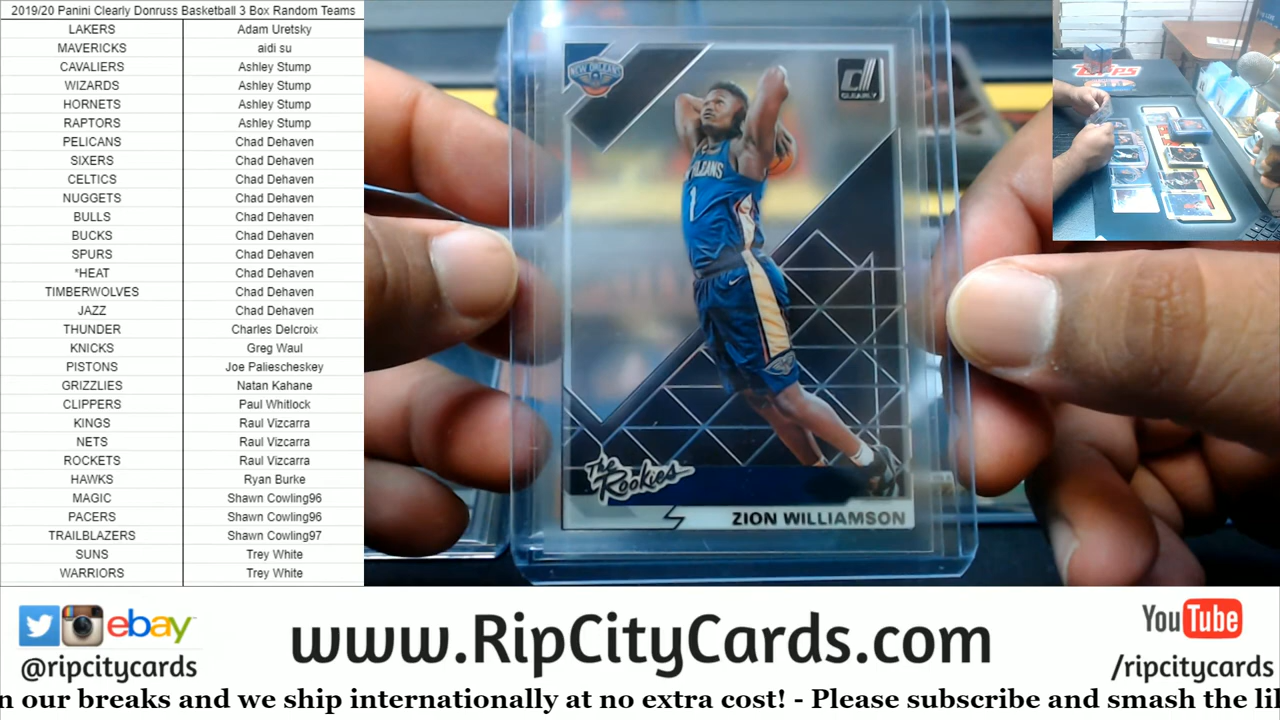 2019/20 Panini Clearly Donruss Basketball 3 Box Random Teams
LAKERS Adam Uretsky
MAVERICKS aidi su
CAVALIERS Ashley Stump
WIZARDS Ashley Stump
HORNETS Ashley Stump
RAPTORS Ashley Stump
PELICANS Chad Dehaven
SIXERS Chad Dehaven
CELTICS Chad Dehaven
NUGGETS Chad Dehaven
BULLS Chad Dehaven
BUCKS Chad Dehaven
SPURS Chad Dehaven
*HEAT Chad Dehaven
TIMBERWOLVES Chad Dehaven
JAZZ Chad Dehaven
THUNDER Charles Delcroix
KNICKS Greg Waul
PISTONS Joe Paliescheskey
GRIZZLIES Natan Kahane
CLIPPERS Paul Whitlock
KINGS Raul Vizcarra
NETS Raul Vizcarra
ROCKETS Raul Vizcarra
HAWKS Ryan Burke
MAGIC Shawn Cowling96
PACERS Shawn Cowling96
TRAILBLAZERS Shawn Cowling97
SUNS Trey White
WARRIORS Trey White
NEW ORLEANS
CLEARLY
ORLEANS
1
The Rookies
ZION WILLIAMSON
Topps
ebay
@ripcitycards
www.RipCityCards.com
YouTube
/ripcitycards
n our breaks and we ship internationally at no extra cost! - Please subscribe and smash the li